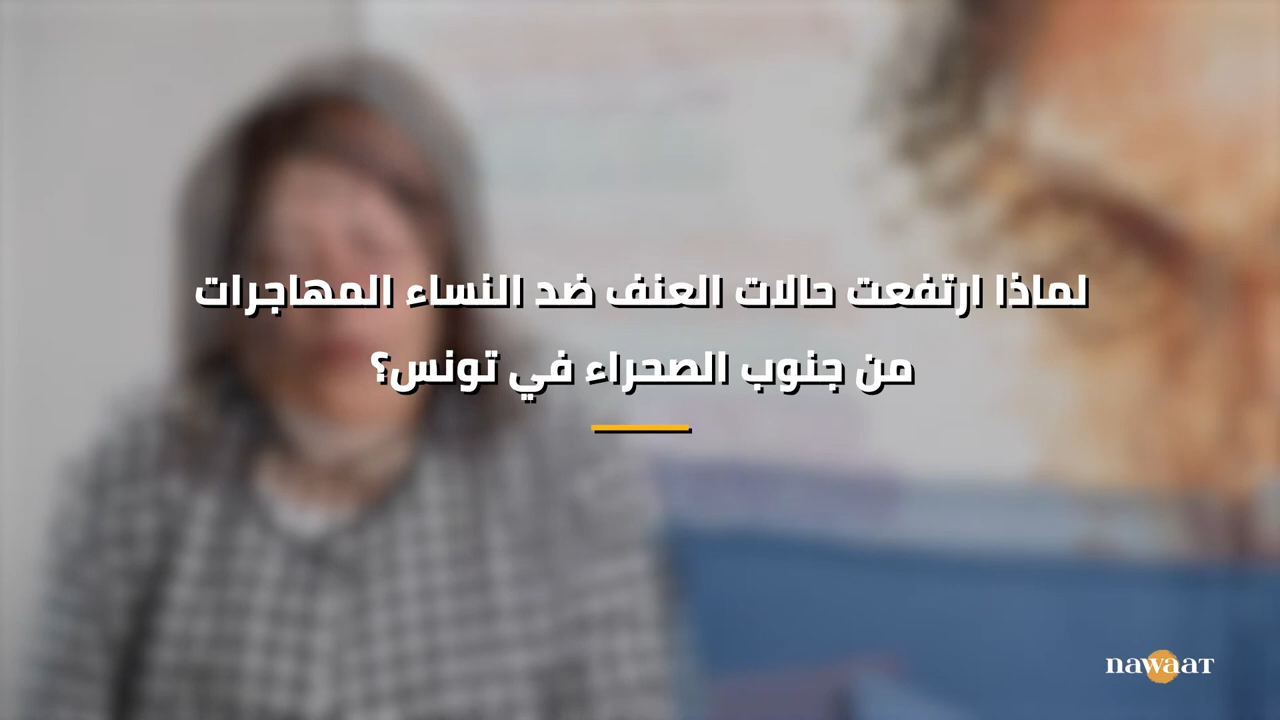 لماذا ارتفعت حالات العنف ضد النساء المهاجرات
من جنوب الصحراء في تونس؟
nawaat